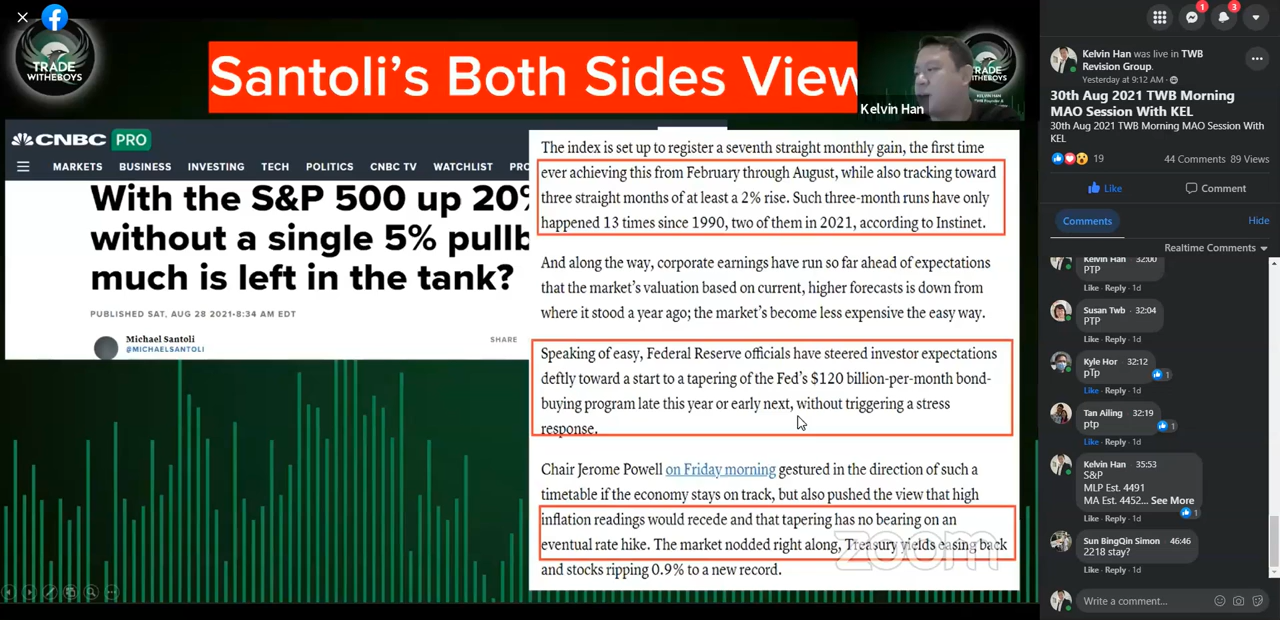 TRADE
WITHEBOYS
Santoli's Both Sides View
TRADE
WITHEBOYS
KELVIN HAN
Kelvin Han
CNBC PRO
MARKETS BUSINESS INVESTING TECH POLITICS CNBC TV WATCHLIST PRO
With the S&P 500 up 20%
without a single 5% pullb
much is left in the tank?
PUBLISHED SAT, AUG 28 2021•8:34 AM EDT
Michael Santoli
@MICHAELSANTOLI
SHARE
The index is set up to register a seventh straight monthly gain, the first time
ever achieving this from February through August, while also tracking toward
three straight months of at least a 2% rise. Such three-month runs have only
happened 13 times since 1990, two of them in 2021, according to Instinet.
And along the way, corporate earnings have run so far ahead of expectations
that the market's valuation based on current, higher forecasts is down from
where it stood a year ago; the market's become less expensive the easy way.
Speaking of easy, Federal Reserve officials have steered investor expectations
deftly toward a start to a tapering of the Fed's $120 billion-per-month bond-
buying program late this year or early next, without triggering a stress
response.
Chair Jerome Powell on Friday morning gestured in the direction of such a
timetable if the economy stays on track, but also pushed the view that high
inflation readings would recede and that tapering has no bearing on an
eventual rate hike. The market nodded right along, Treasury yields easing back
and stocks ripping 0.9% to a new record.
zoom
1
3
Kelvin Han was live in TWB
Revision Group.
Yesterday at 9:12 AM
30th Aug 2021 TWB Morning
MAO Session With KEL
30th Aug 2021 TWB Morning MAO Session With
KEL
19
44 Comments 89 Views
Like
Comment
Comments
Hide
Realtime Comments
Kelvin Han 32:00
PTP
Like · Reply · 1d
Susan Twb 32:04
PTP
Like · Reply · 1d
Kyle Hor 32:12
pTp
1
Like · Reply · 1d
Tan Ailing 32:19
ptp
1
Like · Reply · 1d
Kelvin Han 35:53
S&P
MLP Est. 4491
MA Est. 4452... See More
1
Like · Reply · 1d
Sun BingQin Simon 46:46
2218 stay?
Like · Reply · 1d
Write a comment...